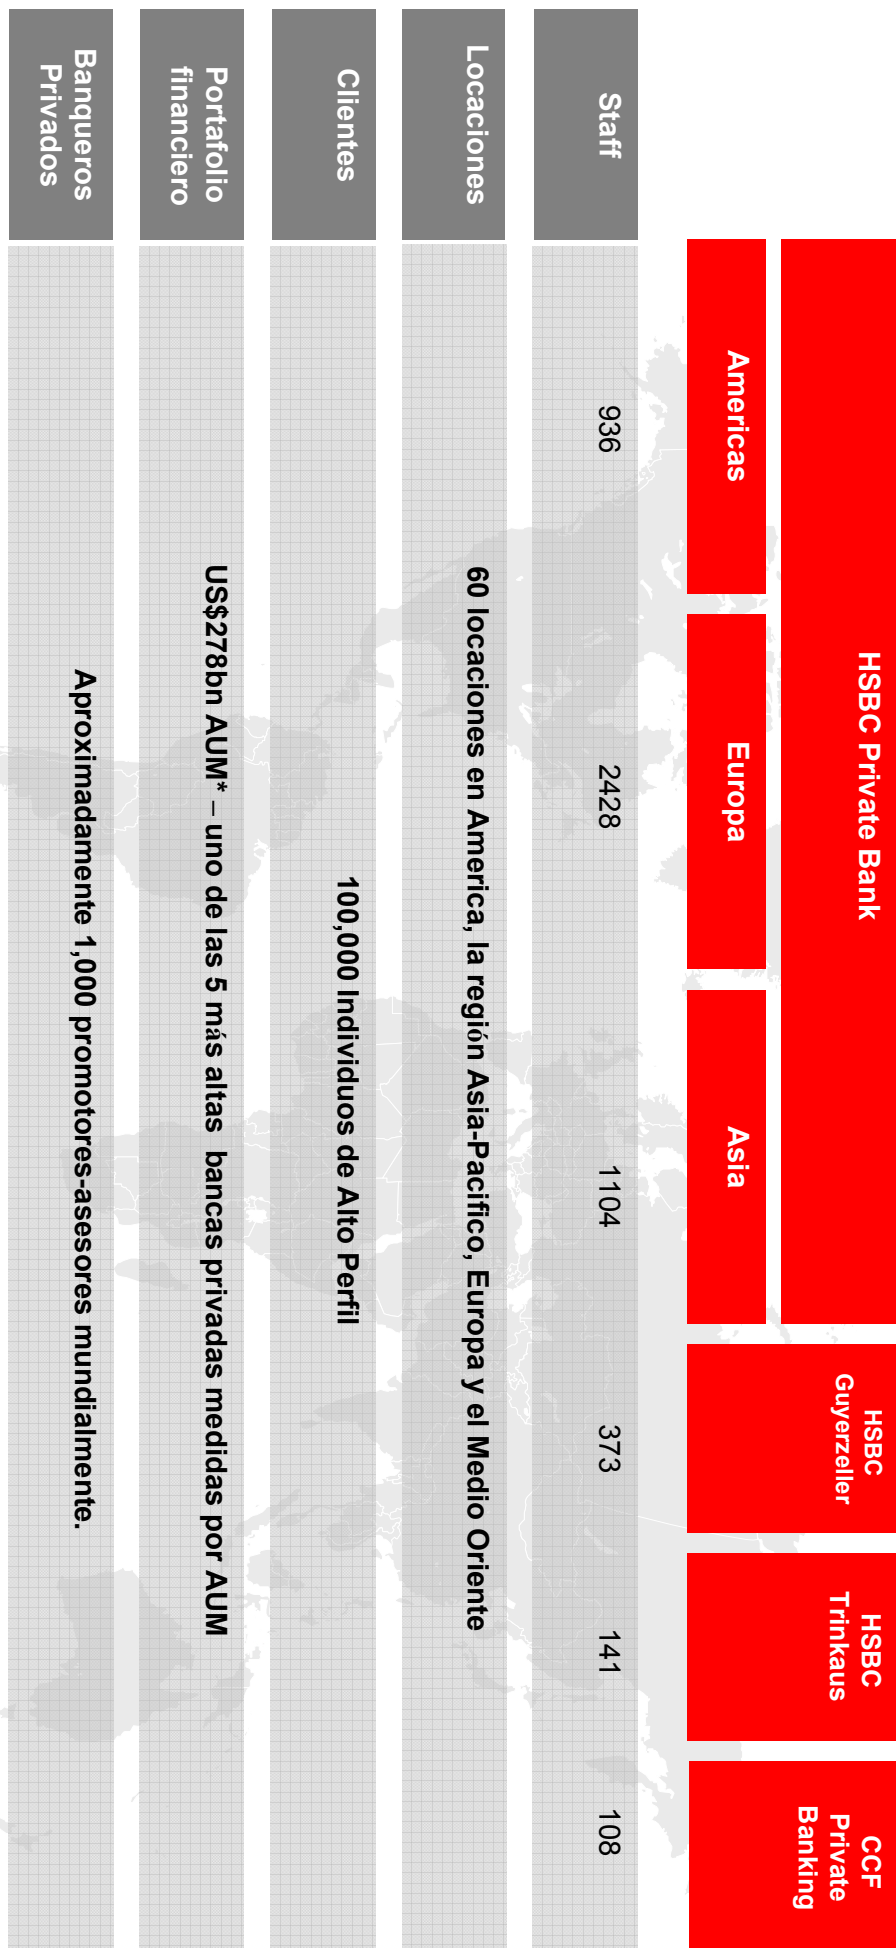 HSBC Private Bank
HSBC
Guyerzeller
HSBC
Trinkaus
CCF
Private
Banking
Americas
Europa
Asia
Staff
936
2428
1104
373
141
108
Locaciones
60 locaciones en America, la región Asia-Pacifico, Europa y el Medio Oriente
Clientes
100,000 Individuos de Alto Perfil
Portafolio
financiero
US$278bn AUM* – uno de las 5 más altas bancas privadas medidas por AUM
Banqueros
Privados
Aproximadamente 1,000 promotores-asesores mundialmente.